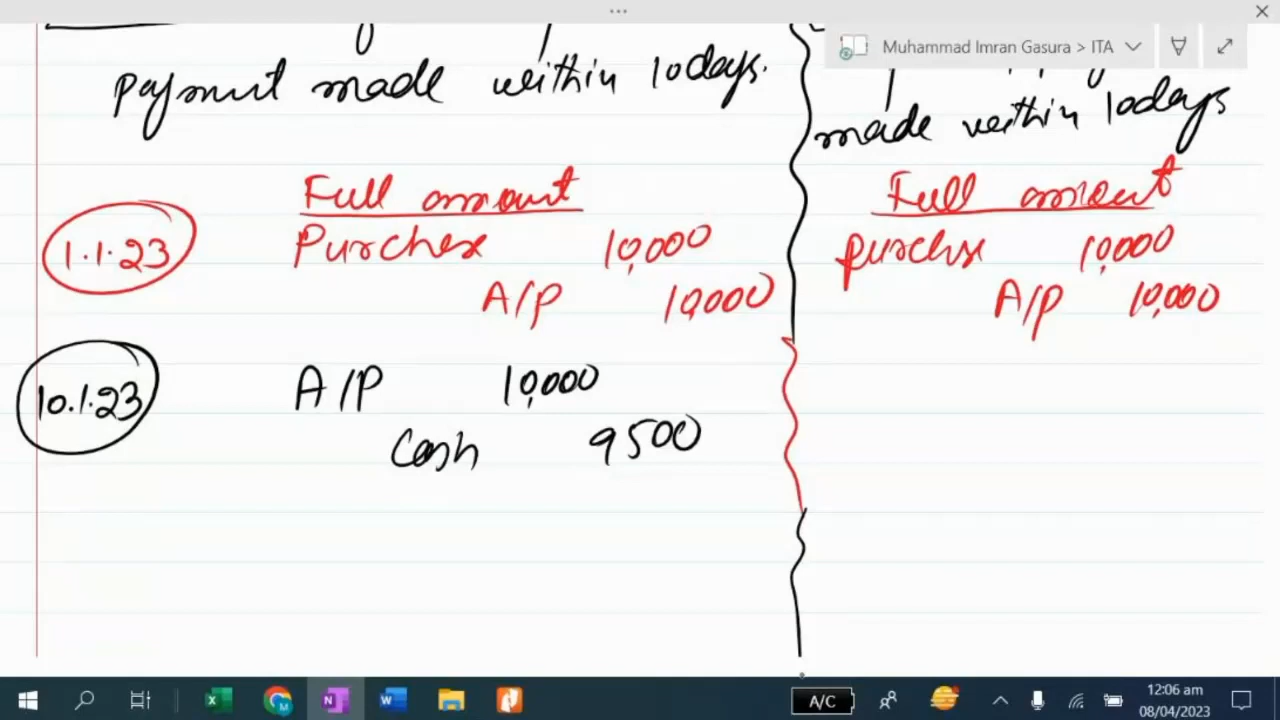 Muhammad Imran Gasura > ITA
payment made within 10days.
made within 10days
Full amount
1.1.23 Purchese 10,000
A/P 10,000
10.1.23 A/P 10,000
Cash 9500
Full amount
purchse 10,000
A/P 10,000
A/C
12:06 am
08/04/2023